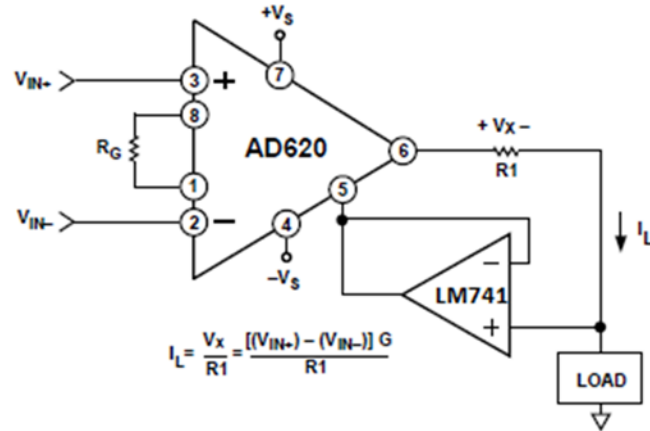 +VS
VIN+
3
+
7
8
RG
AD620
6
+ VX −
R1
1
5
VIN−
2
−
4
−VS
IL
−
LM741
+
IL = VX / R1 = [(VIN+) − (VIN−)] G / R1
LOAD